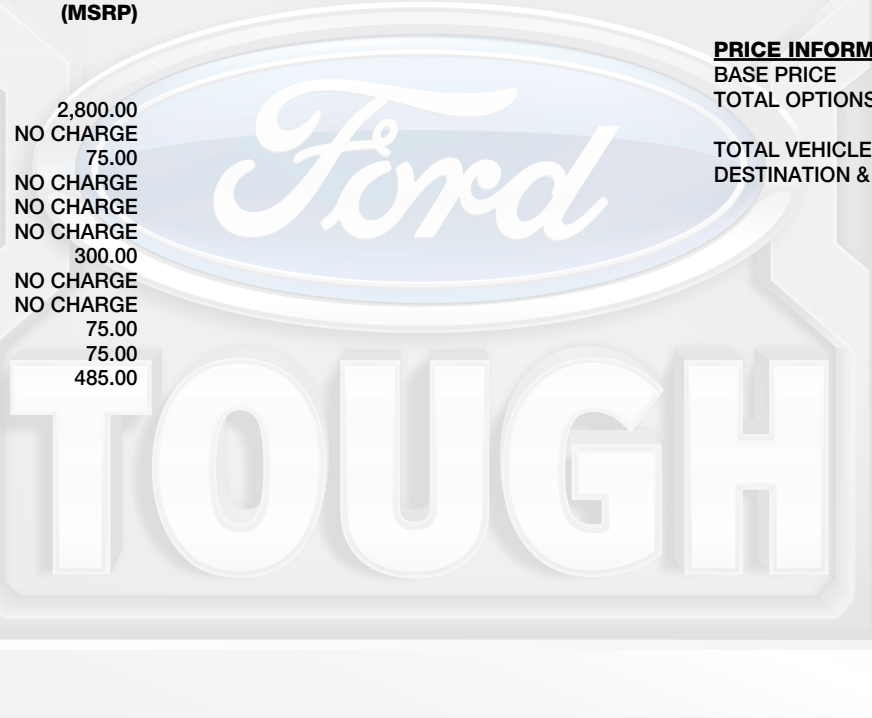 (MSRP)
2,800.00
NO CHARGE
75.00
NO CHARGE
NO CHARGE
NO CHARGE
300.00
NO CHARGE
NO CHARGE
75.00
75.00
485.00
PRICE INFORM
BASE PRICE
TOTAL OPTIONS
TOTAL VEHICLE
DESTINATION &
Ford
TOUGH